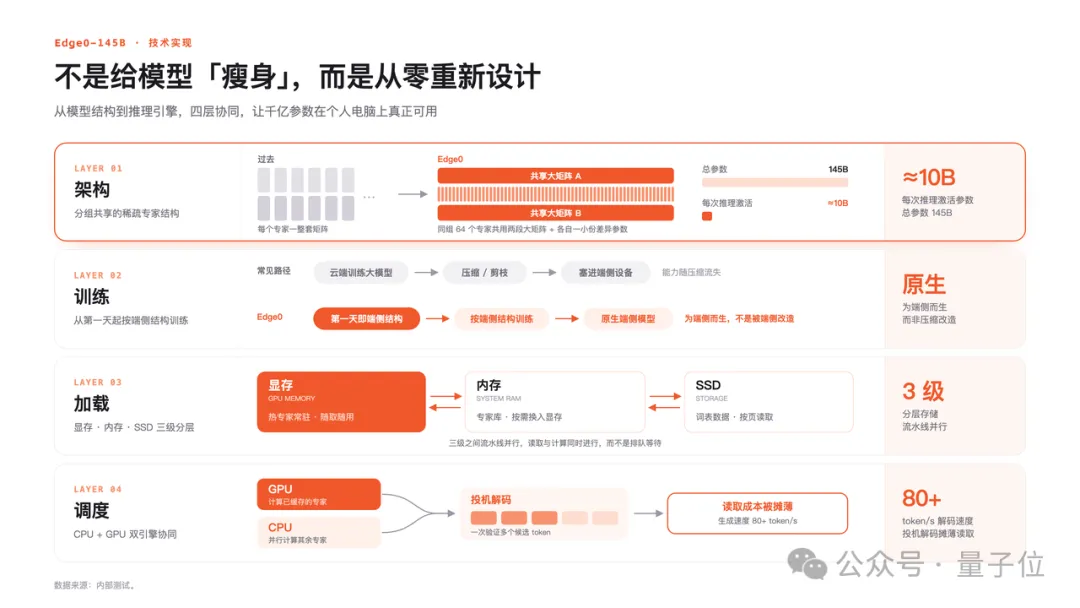 Edge0-145B · 技术实现
不是给模型「瘦身」，而是从零重新设计
从模型结构到推理引擎，四层协同，让千亿参数在个人电脑上真正可用
LAYER 01
架构
分组共享的稀疏专家结构
过去
...
每个专家一整套矩阵
Edge0
共享大矩阵 A
共享大矩阵 B
同组 64 个专家共用两段大矩阵 + 各自一小份差异参数
总参数 145B
每次推理激活 ≈10B
≈10B
每次推理激活参数
总参数 145B
LAYER 02
训练
从第一天起按端侧结构训练
常见路径 云端训练大模型 压缩 / 剪枝 塞进端侧设备 能力随压缩流失
Edge0 第一天即端侧结构 按端侧结构训练 原生端侧模型 为端侧而生，不是被端侧改造
原生
为端侧而生
而非压缩改造
LAYER 03
加载
显存 · 内存 · SSD 三级分层
显存
GPU MEMORY
热专家常驻 · 随取随用
内存
SYSTEM RAM
专家库 · 按需换入显存
SSD
STORAGE
词表数据 · 按页读取
三级之间流水线并行，读取与计算同时进行，而不是排队等待
3 级
分层存储
流水线并行
LAYER 04
调度
CPU + GPU 双引擎协同
GPU
计算已缓存的专家
CPU
并行计算其余专家
投机解码
一次验证多个候选 token
读取成本被摊薄
生成速度 80+ token/s
80+
token/s 解码速度
投机解码摊薄读取
数据来源：内部测试。
公众号 · 量子位